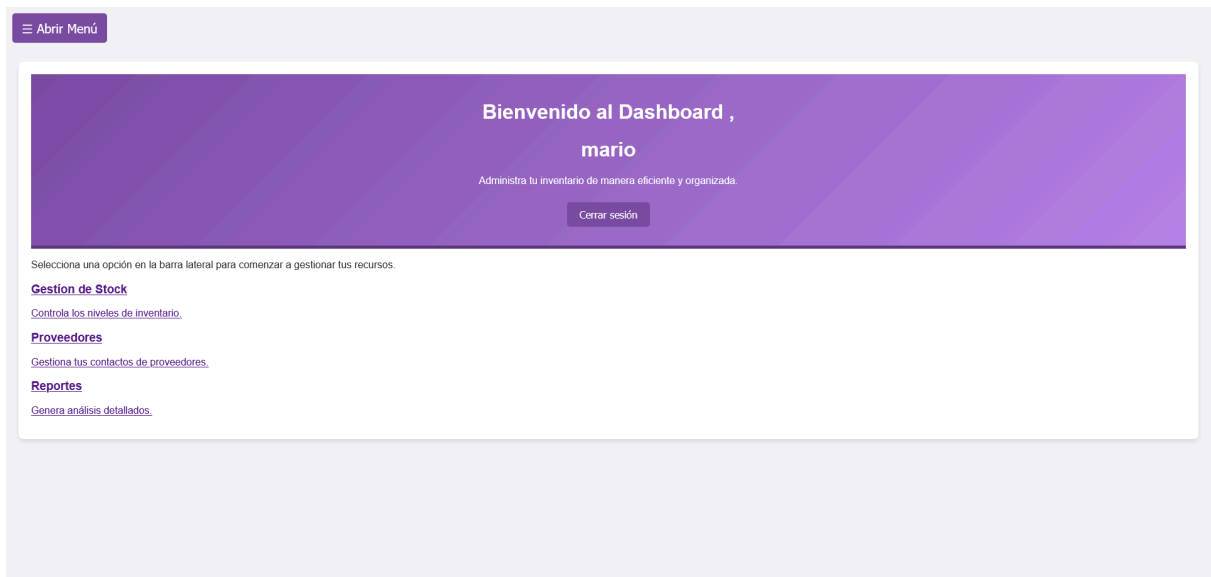 ☰ Abrir Menú
Bienvenido al Dashboard ,
mario
Administra tu inventario de manera eficiente y organizada.
Cerrar sesión
Selecciona una opción en la barra lateral para comenzar a gestionar tus recursos.
Gestíon de Stock
Controla los niveles de inventario.
Proveedores
Gestiona tus contactos de proveedores.
Reportes
Genera análisis detallados.